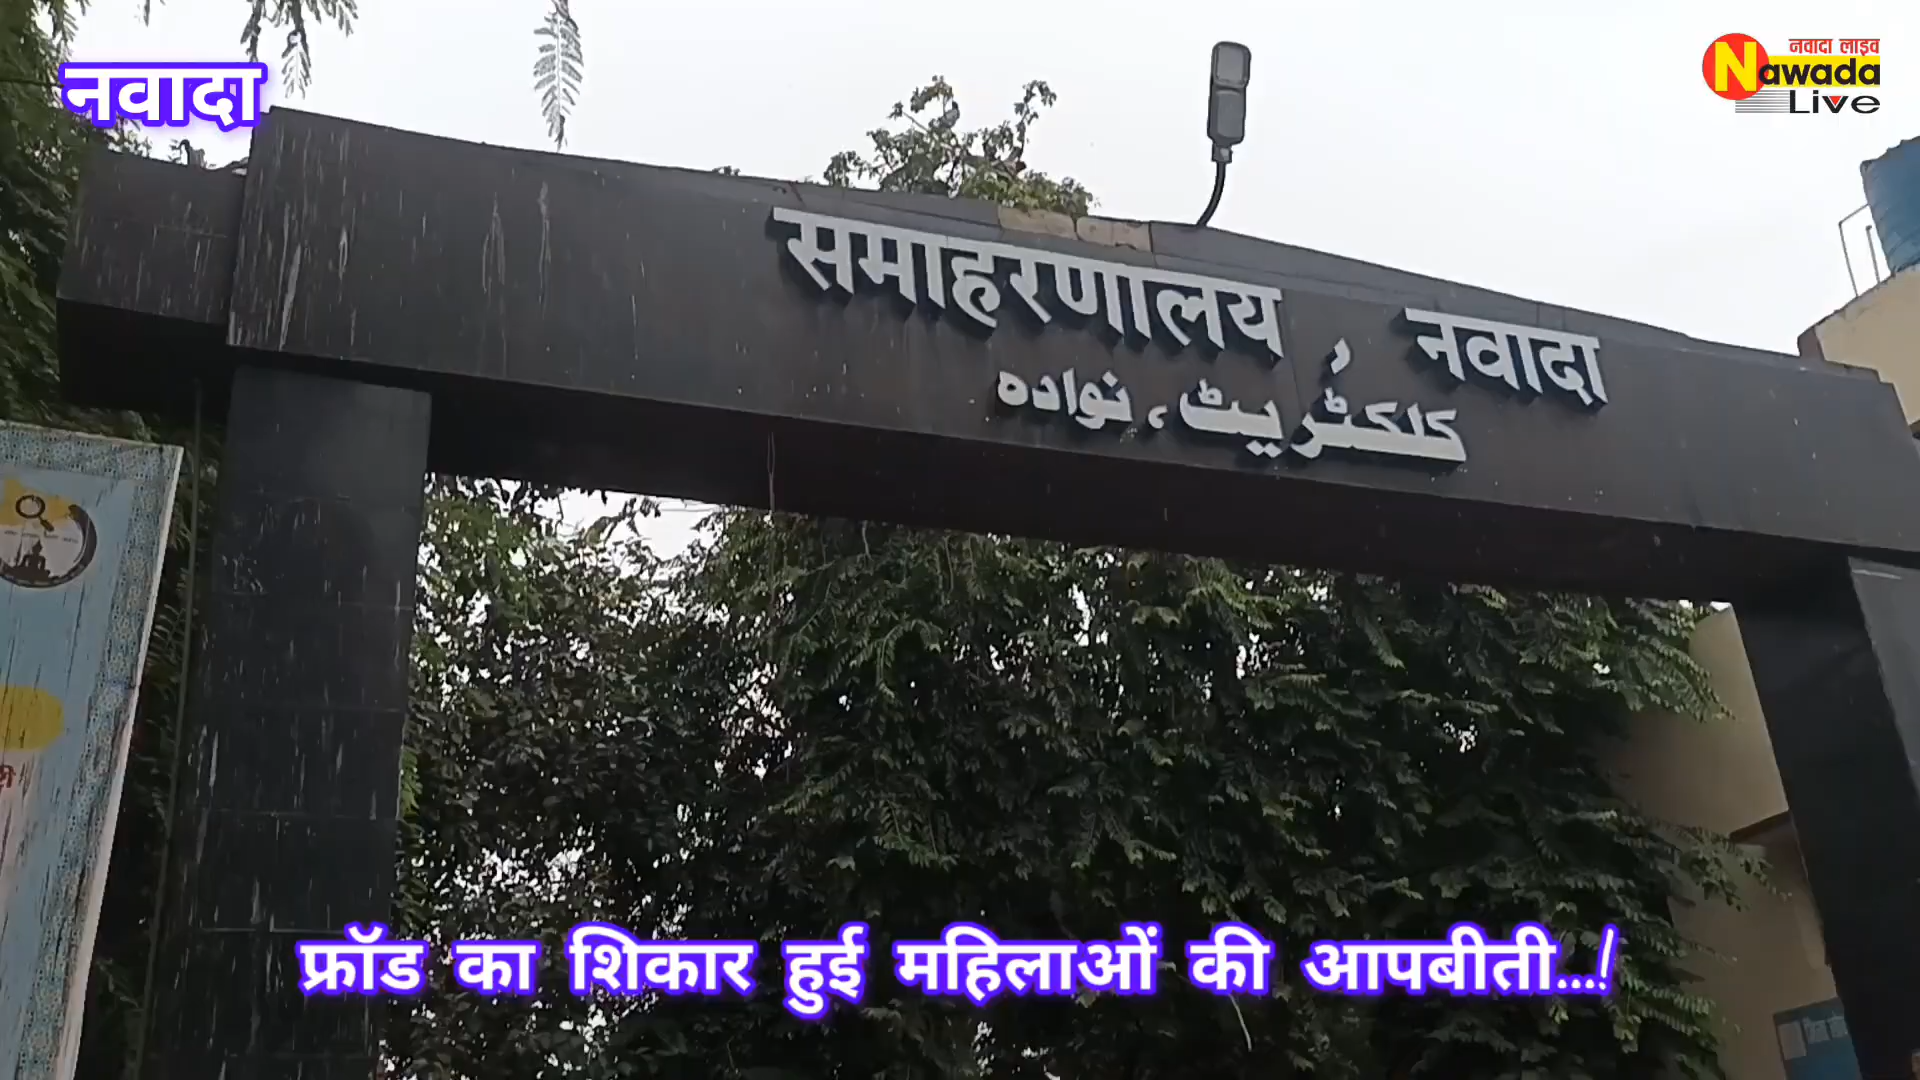 नवादा
नवादा लाइव
Nawada
Live
समाहरणालय , नवादा
کلکٹریٹ، نوادہ
फ्रॉड का शिकार हुई महिलाओं की आपबीती...!